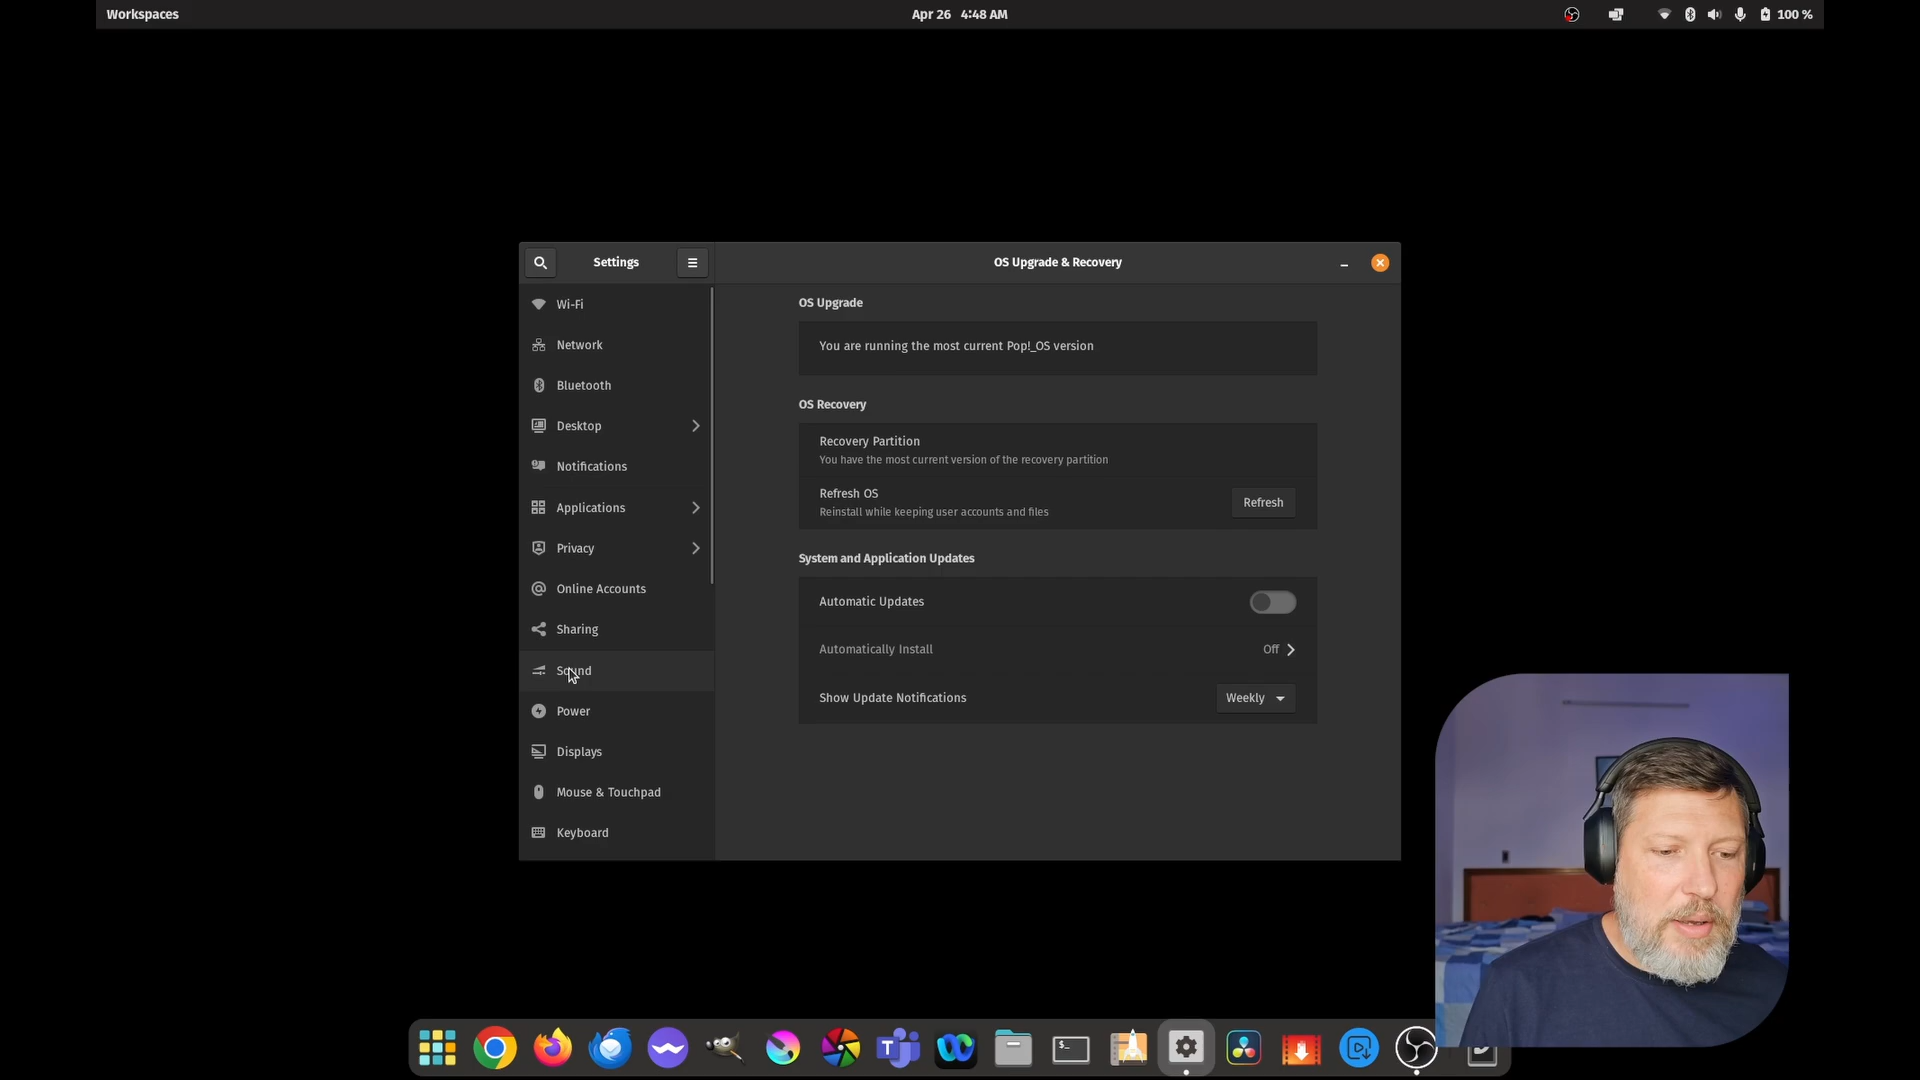 Workspaces
Apr 26 4:48 AM
100 %
Settings
OS Upgrade & Recovery
Wi-Fi
Network
Bluetooth
Desktop
Notifications
Applications
Privacy
Online Accounts
Sharing
Sound
Power
Displays
Mouse & Touchpad
Keyboard
OS Upgrade
You are running the most current Pop!_OS version
OS Recovery
Recovery Partition
You have the most current version of the recovery partition
Refresh OS
Reinstall while keeping user accounts and files
Refresh
System and Application Updates
Automatic Updates
Automatically Install
Off
Show Update Notifications
Weekly